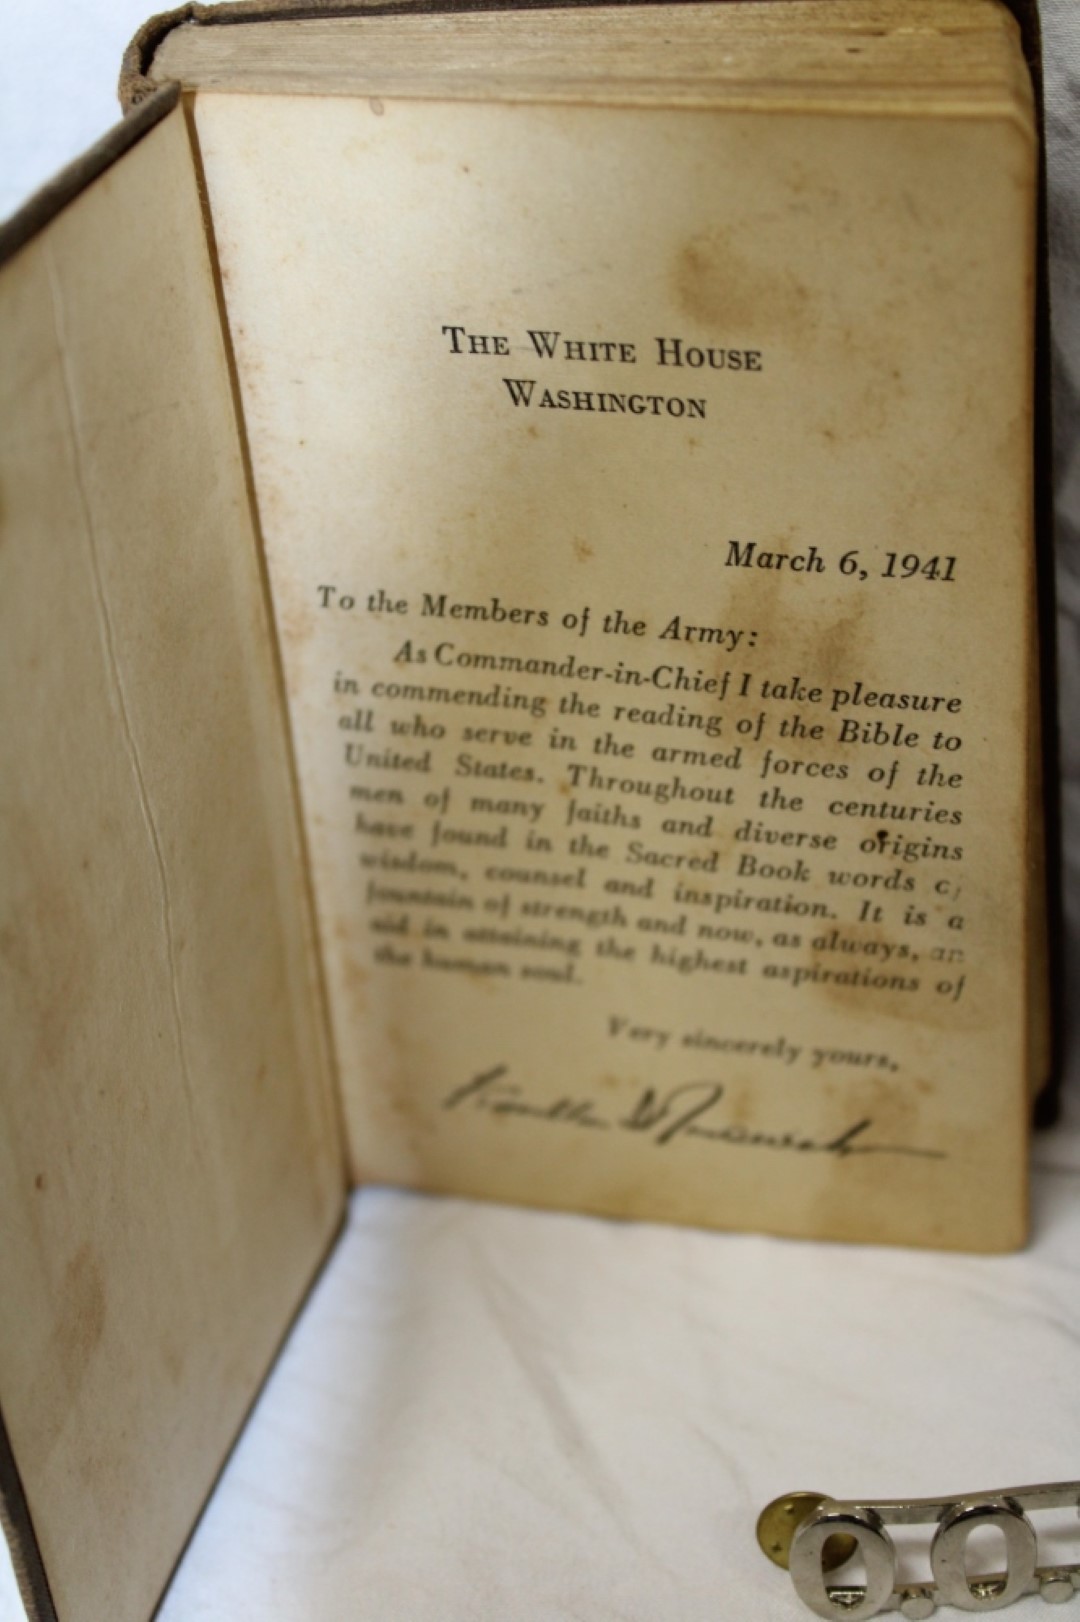 THE WHITE HOUSE
WASHINGTON
March 6, 1941
To the Members of the Army:
As Commander-in-Chief I take pleasure
in commending the reading of the Bible to
all who serve in the armed forces of the
United States. Throughout the centuries
men of many faiths and diverse origins
have found in the Sacred Book words
wisdom, counsel and inspiration. It is a
fountain of strength and now, as always, an
aid in attaining the highest aspirations of
the human soul.
Very sincerely yours,
Franklin D Roosevelt
O.O.